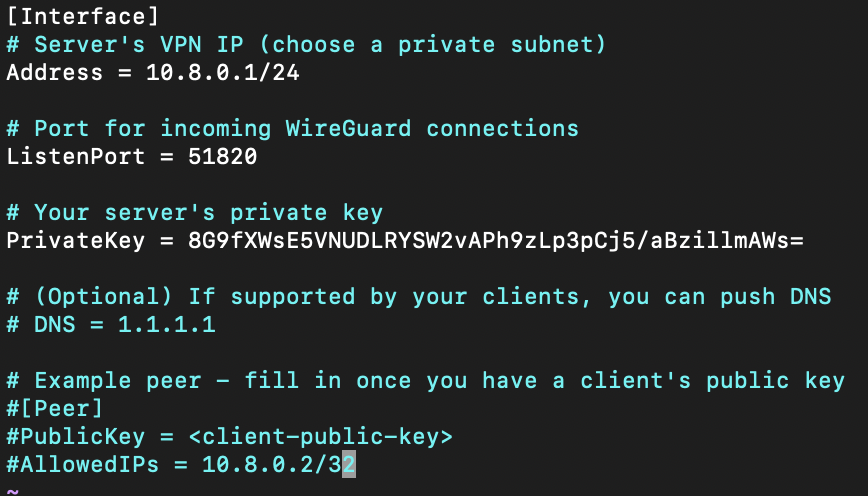 [Interface]
# Server's VPN IP (choose a private subnet)
Address = 10.8.0.1/24
# Port for incoming WireGuard connections
ListenPort = 51820
# Your server's private key
PrivateKey = 8G9fXWsE5VNUDLRYSW2vAPh9zLp3pCj5/aBzillmAWs=
# (Optional) If supported by your clients, you can push DNS
# DNS = 1.1.1.1
# Example peer – fill in once you have a client's public key
#[Peer]
#PublicKey = <client-public-key>
#AllowedIPs = 10.8.0.2/32
~